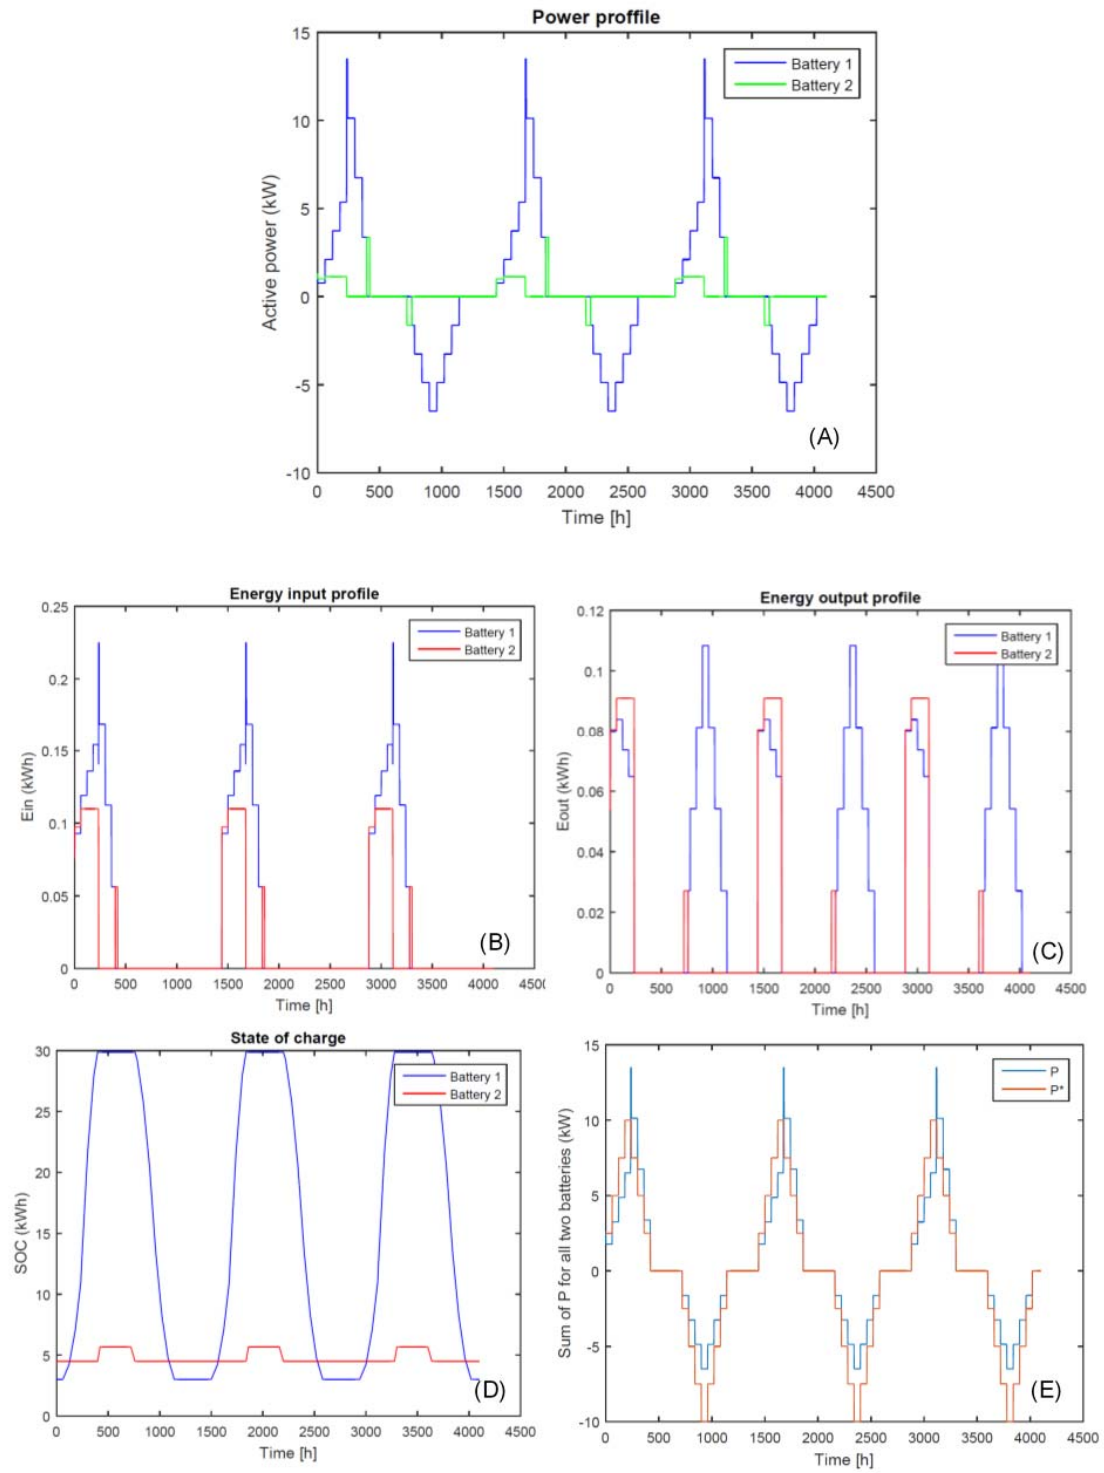 Power proffile
15
10
5
0
-5
-10
Active power (kW)
Battery 1
Battery 2
(A)
0 500 1000 1500 2000 2500 3000 3500 4000 4500
Time [h]
Energy input profile
0.25
0.2
0.15
0.1
0.05
0
Ein (kWh)
Battery 1
Battery 2
(B)
0 500 1000 1500 2000 2500 3000 3500 4000 4500
Time [h]
Energy output profile
0.12
0.1
0.08
0.06
0.04
0.02
0
Eout (kWh)
Battery 1
Battery 2
(C)
0 500 1000 1500 2000 2500 3000 3500 4000 4500
Time [h]
State of charge
30
25
20
15
10
5
0
SOC (kWh)
Battery 1
Battery 2
(D)
0 500 1000 1500 2000 2500 3000 3500 4000 4500
Time [h]
15
10
5
0
-5
-10
Sum of P for all two batteries (kW)
P
P*
(E)
0 500 1000 1500 2000 2500 3000 3500 4000 4500
Time [h]